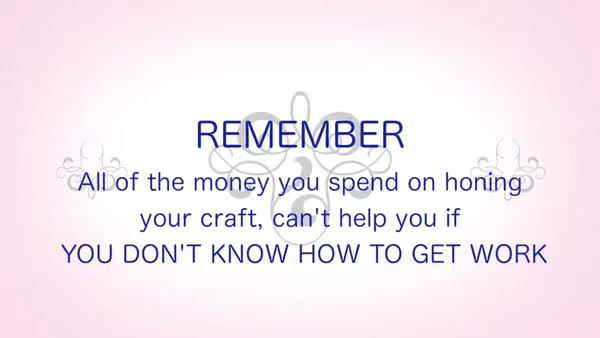 REMEMBER
All of the money you spend on honing
your craft, can't help you if
YOU DON'T KNOW HOW TO GET WORK